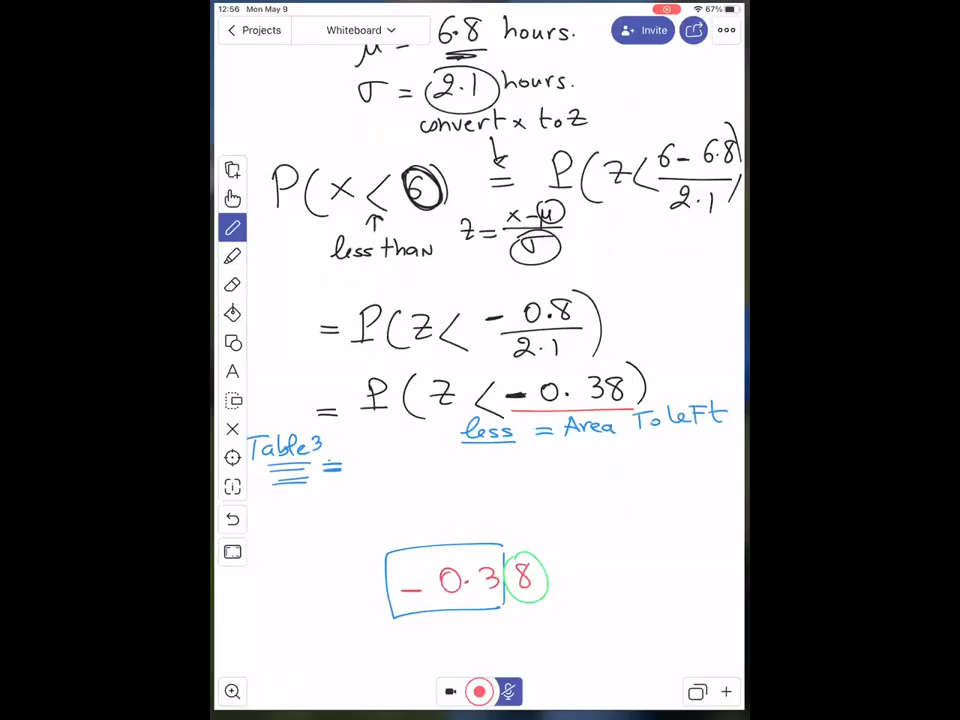 12:56 Mon May 9
67%
Projects
Whiteboard
Invite
μ = 6.8 hours.
σ = 2.1 hours.
convert x to z
P(x < 6) = P(z < 6 - 6.8 / 2.1)
less than
z = x - μ / σ
= P(z < - 0.8 / 2.1)
= P(z < - 0.38)
less = Area To left
Table 3 =
- 0.3 8